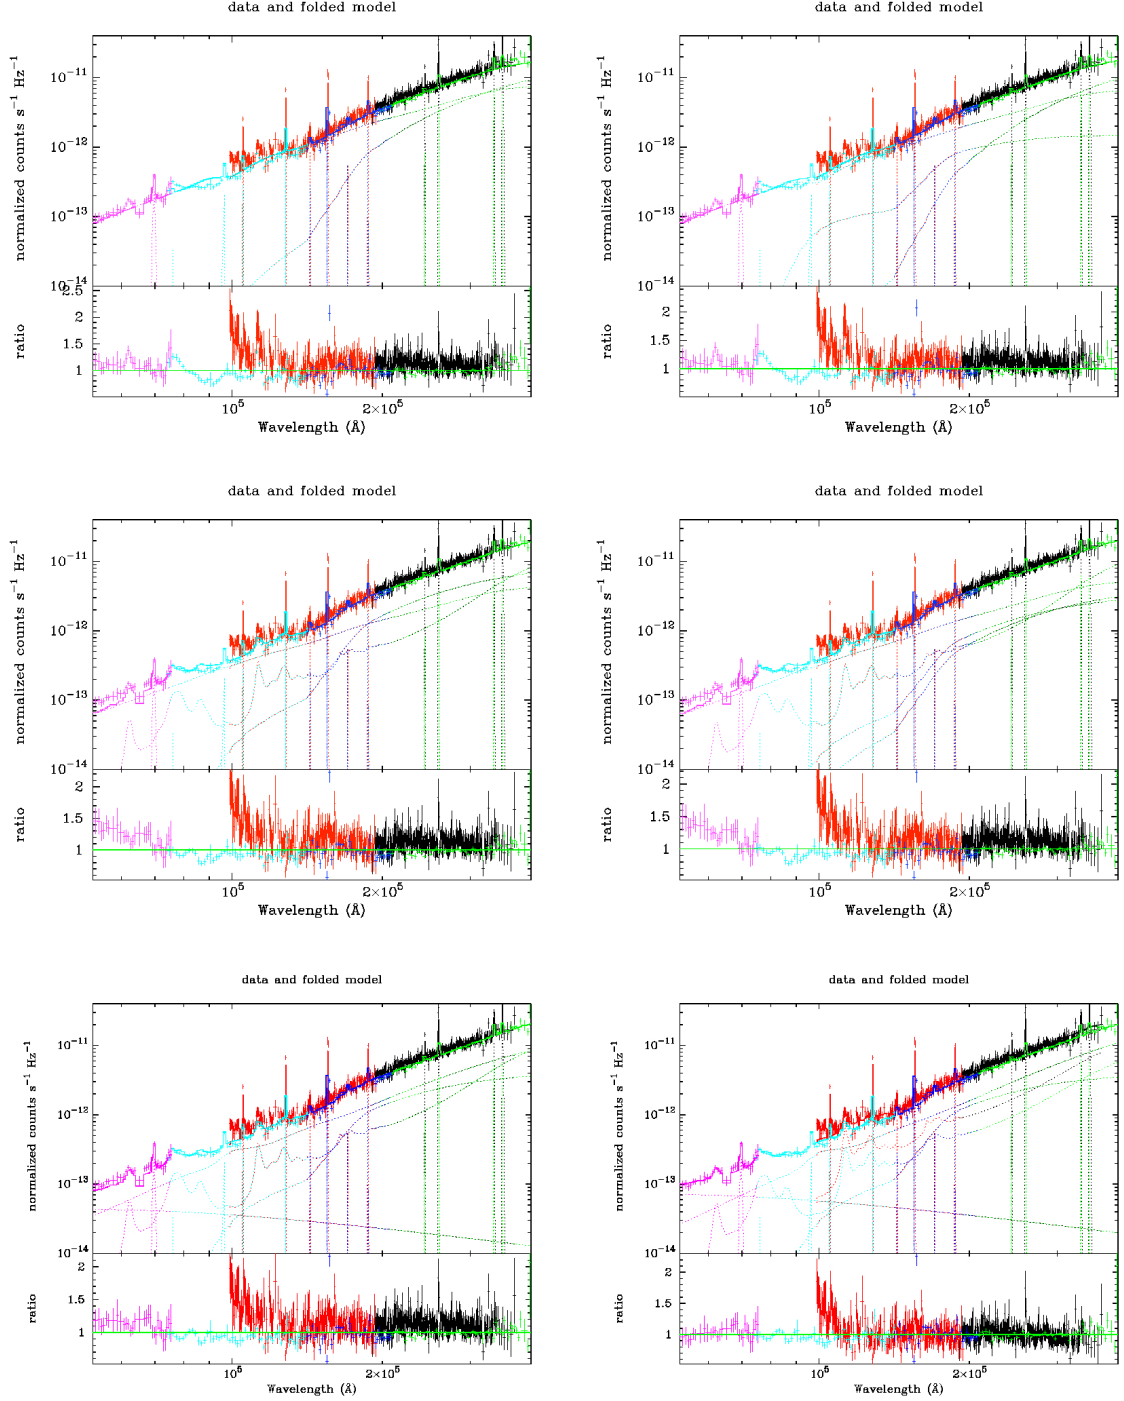 data and folded model
data and folded model
normalized counts s⁻¹ Hz⁻¹
10⁻¹¹
10⁻¹²
10⁻¹³
10⁻¹⁴
ratio
2.5
2
1.5
1
10⁵
2×10⁵
Wavelength (Å)
normalized counts s⁻¹ Hz⁻¹
10⁻¹¹
10⁻¹²
10⁻¹³
10⁻¹⁴
ratio
2
1.5
1
10⁵
2×10⁵
Wavelength (Å)
data and folded model
data and folded model
normalized counts s⁻¹ Hz⁻¹
10⁻¹¹
10⁻¹²
10⁻¹³
10⁻¹⁴
ratio
2
1.5
1
10⁵
2×10⁵
Wavelength (Å)
normalized counts s⁻¹ Hz⁻¹
10⁻¹¹
10⁻¹²
10⁻¹³
10⁻¹⁴
ratio
2
1.5
1
10⁵
2×10⁵
Wavelength (Å)
data and folded model
data and folded model
normalized counts s⁻¹ Hz⁻¹
10⁻¹¹
10⁻¹²
10⁻¹³
10⁻¹⁴
ratio
2
1.5
1
10⁵
2×10⁵
Wavelength (Å)
normalized counts s⁻¹ Hz⁻¹
10⁻¹¹
10⁻¹²
10⁻¹³
10⁻¹⁴
ratio
2
1.5
1
10⁵
2×10⁵
Wavelength (Å)